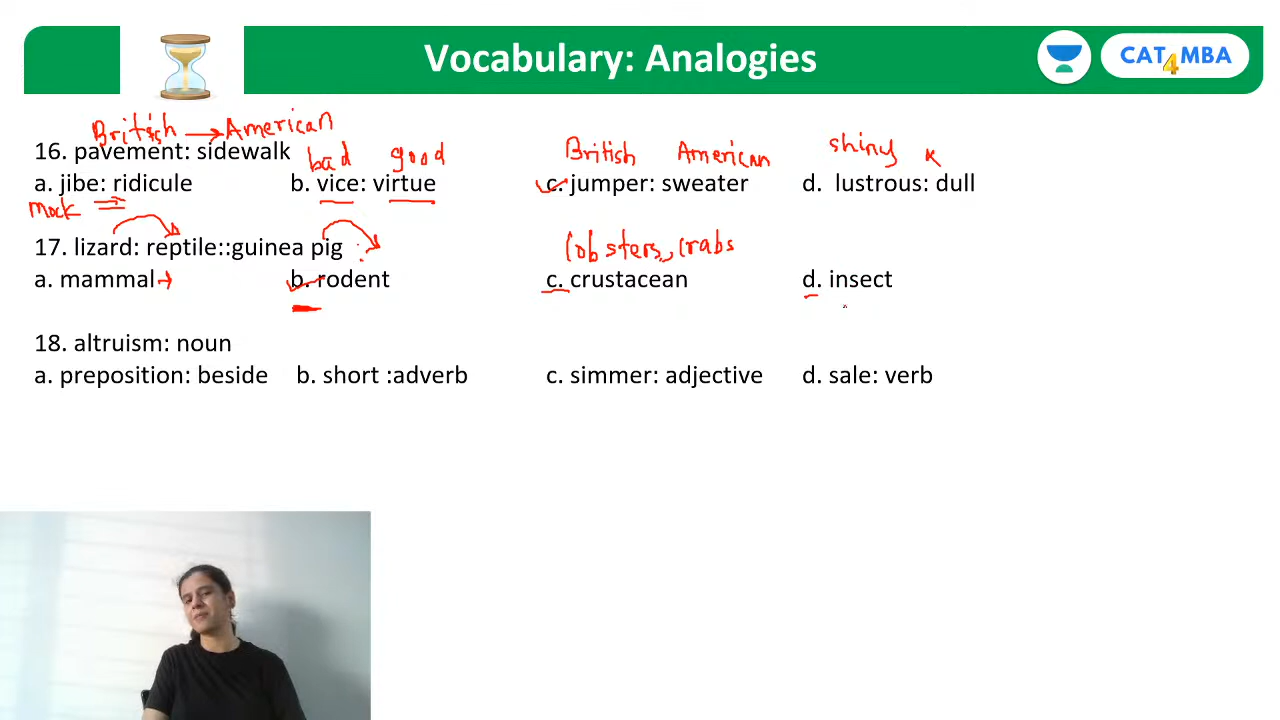 Vocabulary: Analogies
CAT4MBA
British → American
16. pavement: sidewalk
bad good British American shiny x
a. jibe: ridicule b. vice: virtue c. jumper: sweater d. lustrous: dull
mock
17. lizard: reptile::guinea pig : lobsters, crabs
a. mammal b. rodent c. crustacean d. insect
18. altruism: noun
a. preposition: beside b. short :adverb c. simmer: adjective d. sale: verb